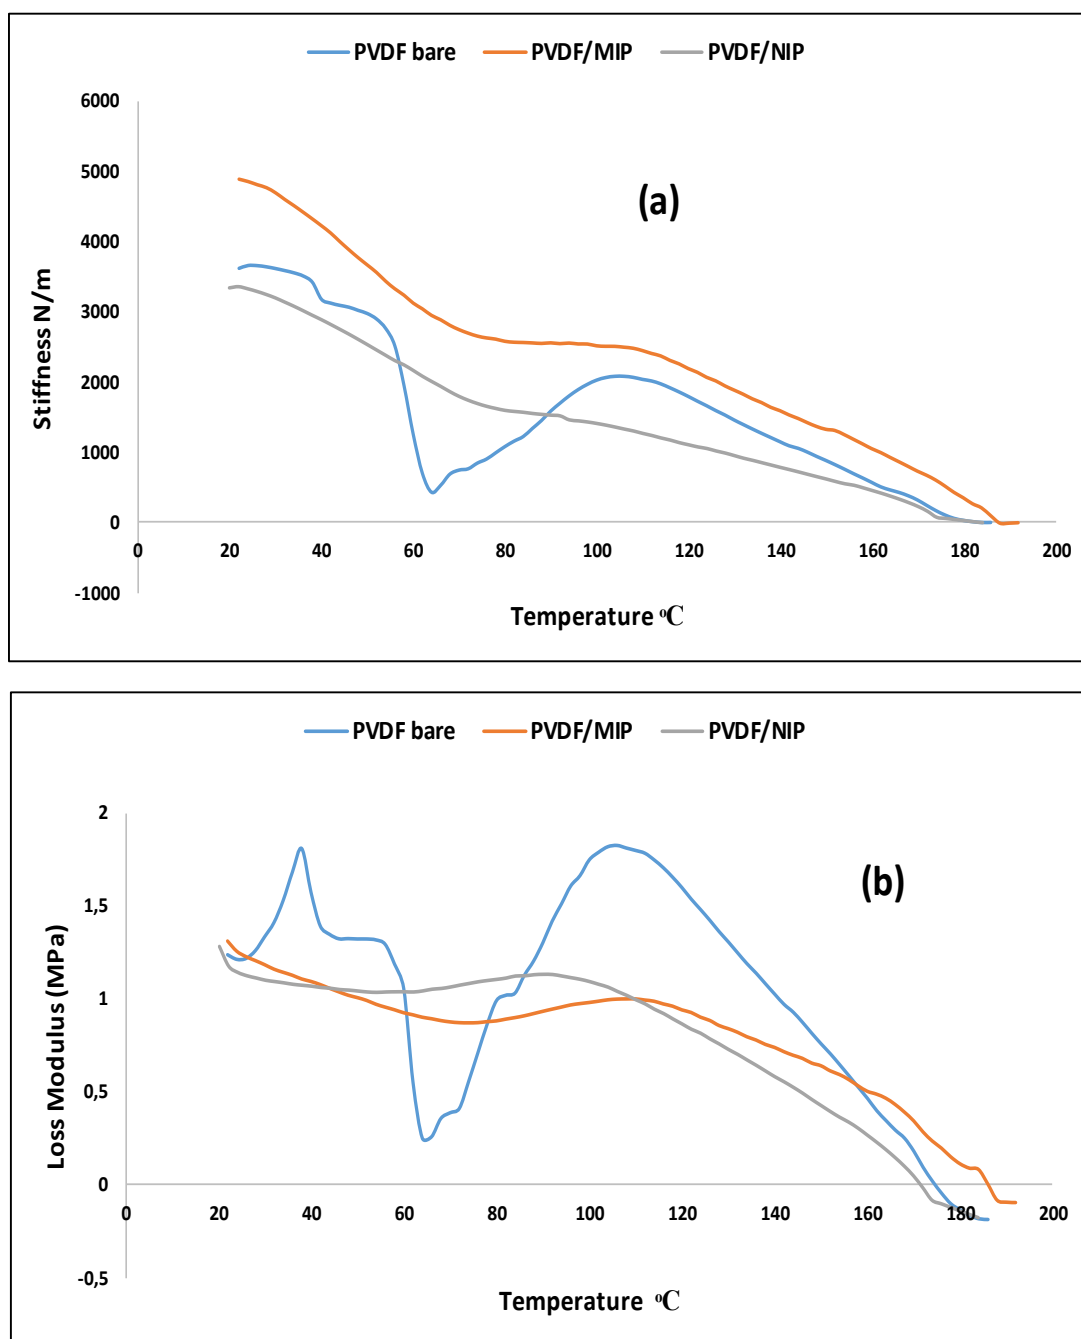 PVDF bare PVDF/MIP PVDF/NIP
6000
5000
4000
3000
2000
1000
0
-1000
(a)
Stiffness N/m
0 20 40 60 80 100 120 140 160 180 200
Temperature ºC
PVDF bare PVDF/MIP PVDF/NIP
2
1,5
1
0,5
0
-0,5
(b)
Loss Modulus (MPa)
0 20 40 60 80 100 120 140 160 180 200
Temperature ºC